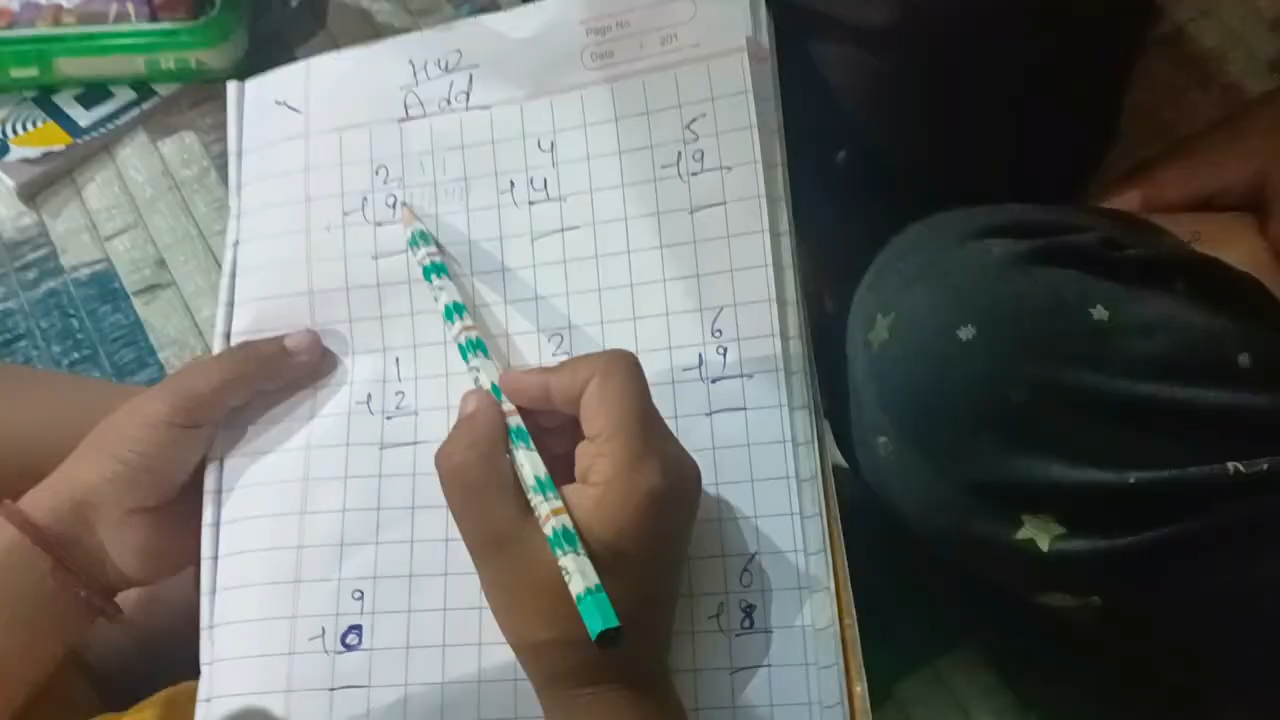 Page No
Date / 201
HW
Add
2 4 5
+9 +4 +9
1 2 6
+2 +9
9 6
+0 +8